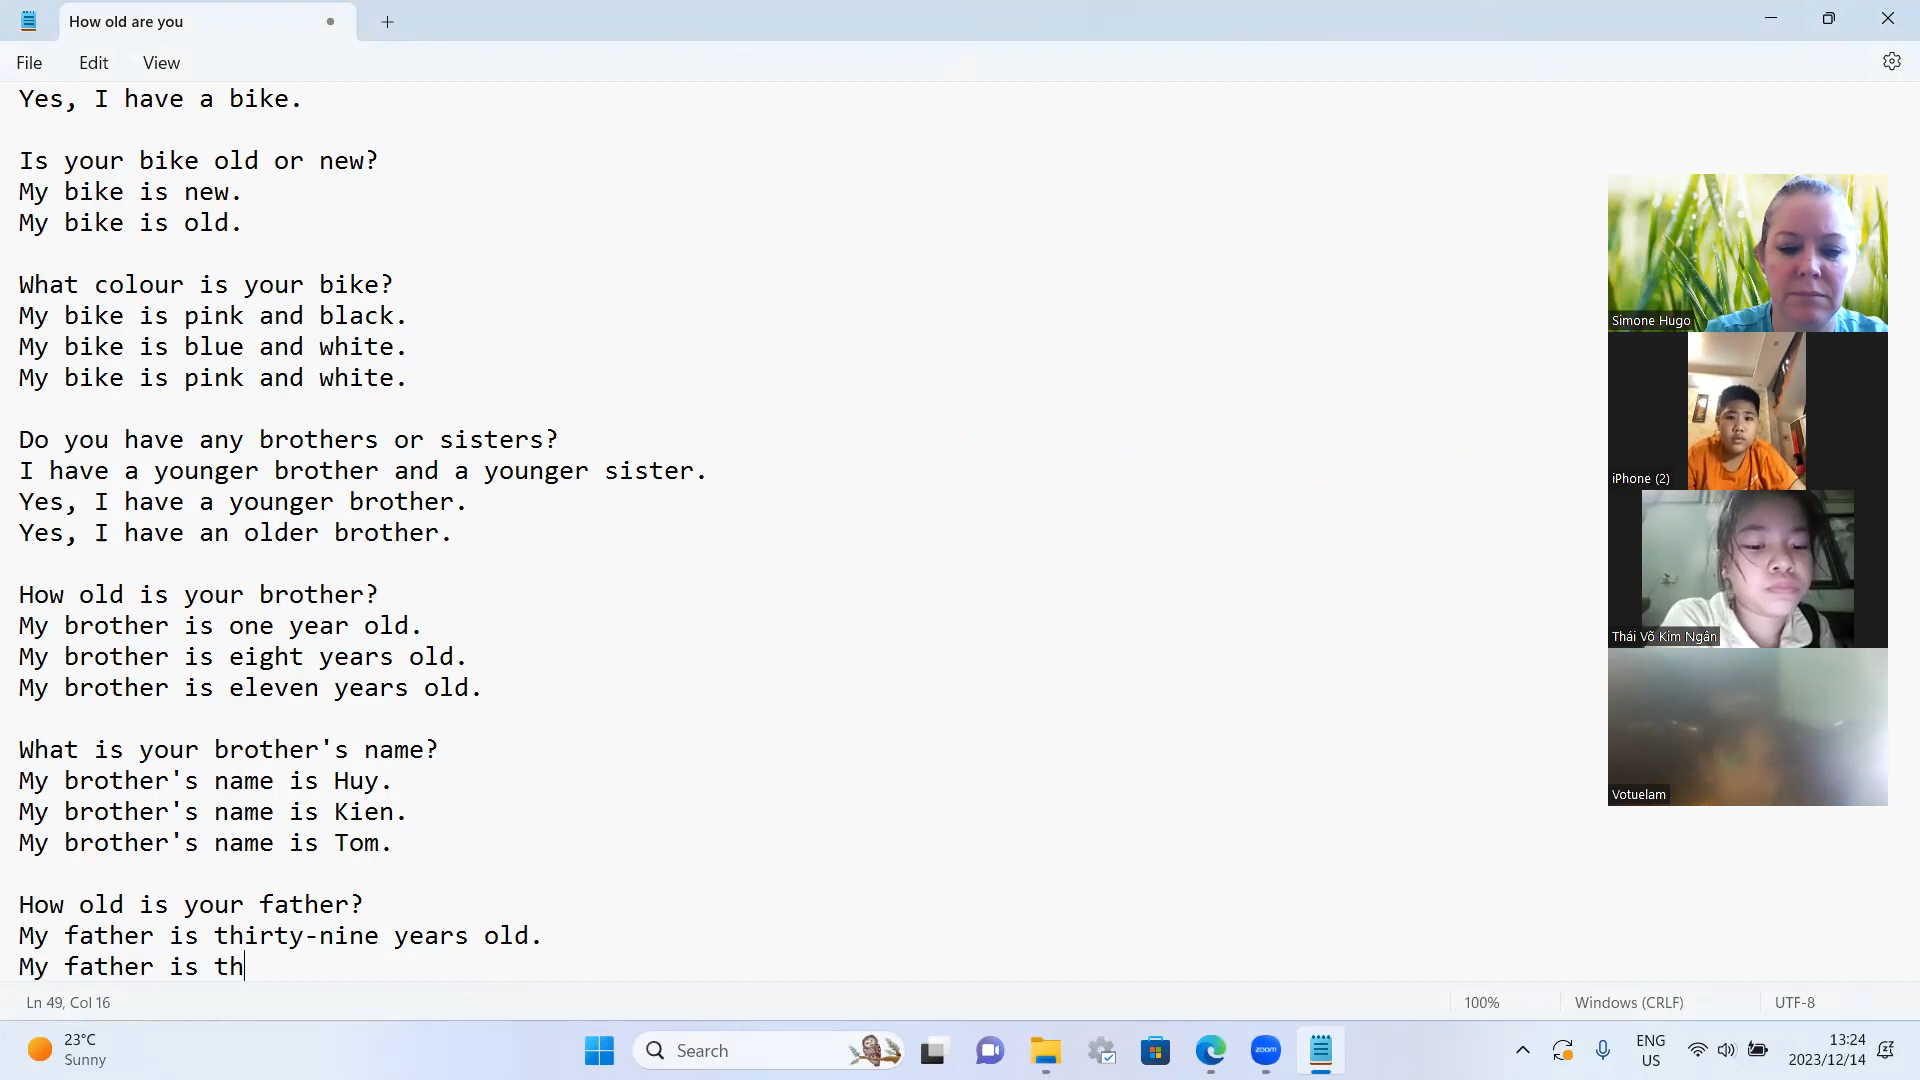 How old are you
File Edit View
Yes, I have a bike.
Is your bike old or new?
My bike is new.
My bike is old.
What colour is your bike?
My bike is pink and black.
My bike is blue and white.
My bike is pink and white.
Do you have any brothers or sisters?
I have a younger brother and a younger sister.
Yes, I have a younger brother.
Yes, I have an older brother.
How old is your brother?
My brother is one year old.
My brother is eight years old.
My brother is eleven years old.
What is your brother's name?
My brother's name is Huy.
My brother's name is Kien.
My brother's name is Tom.
How old is your father?
My father is thirty-nine years old.
My father is th
Simone Hugo
iPhone (2)
Thái Võ Kim Ngân
Votuelam
Ln 49, Col 16
100%
Windows (CRLF)
UTF-8
23°C
Sunny
Search
zoom
ENG
US
13:24
2023/12/14